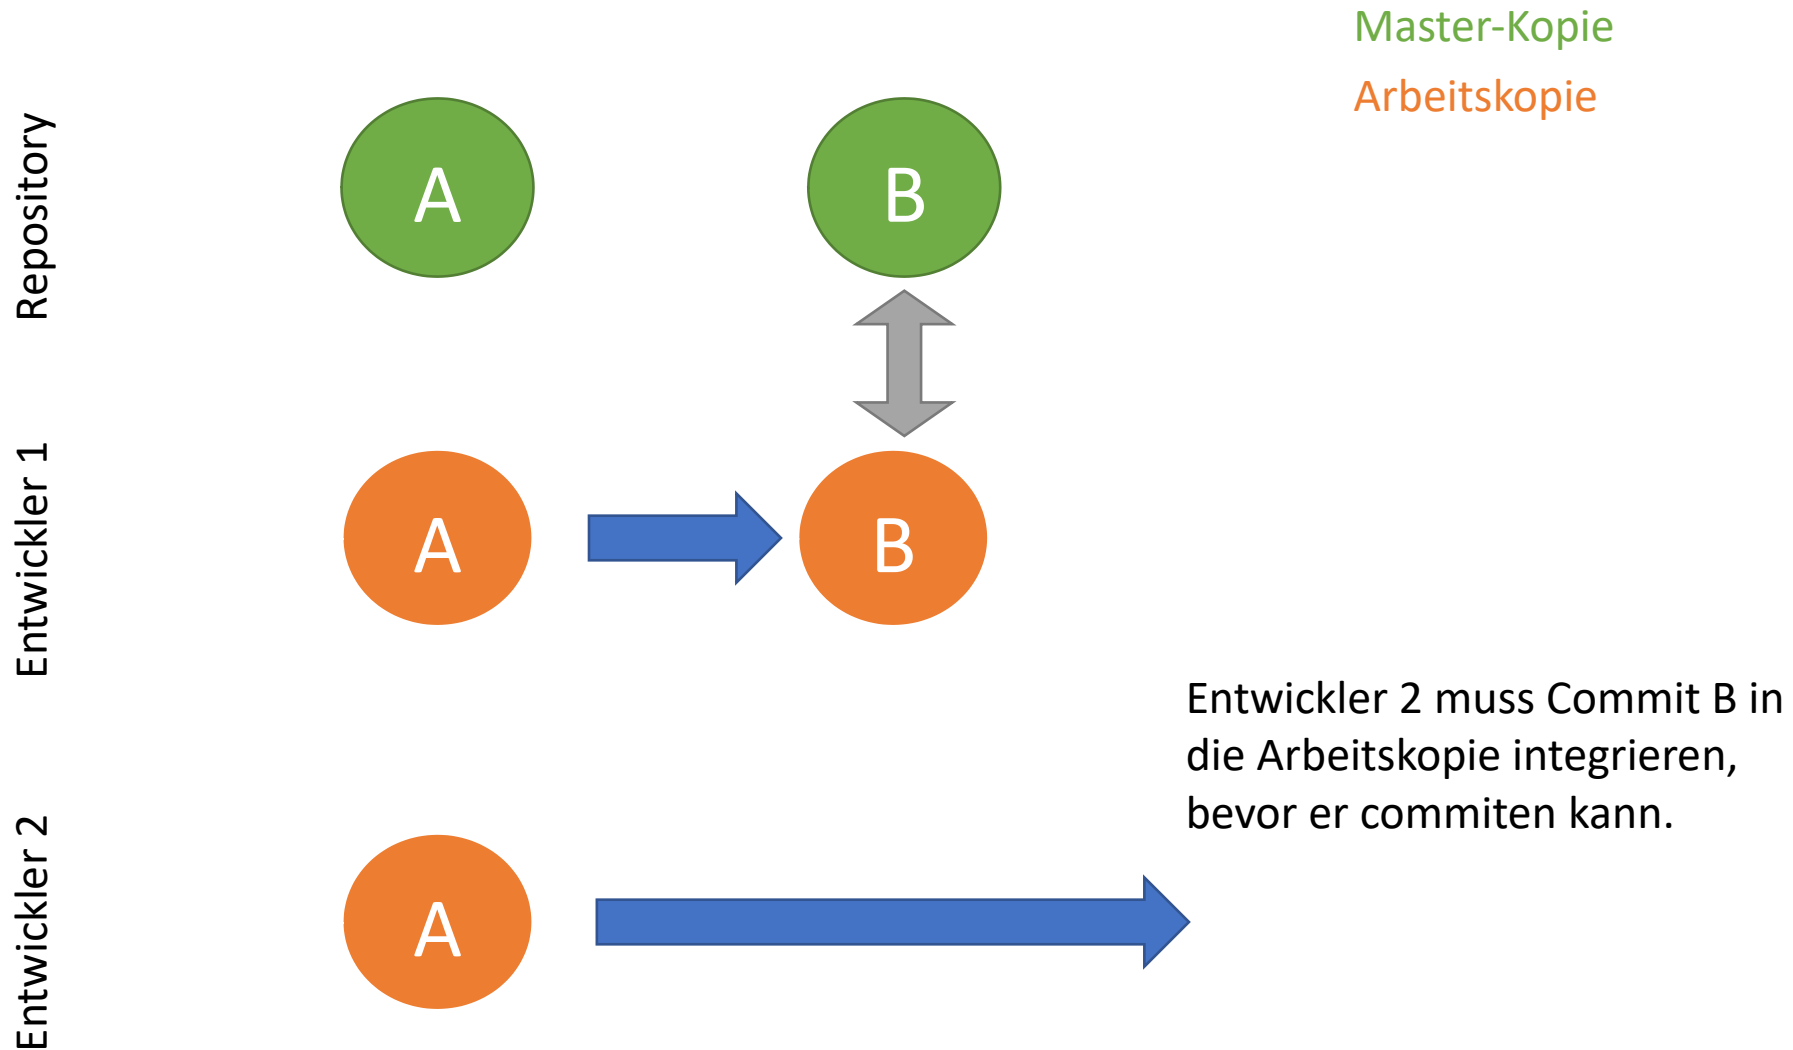 Master-Kopie
Arbeitskopie
Repository
A
B
Entwickler 1
A
B
Entwickler 2 muss Commit B in
die Arbeitskopie integrieren,
bevor er commiten kann.
Entwickler 2
A